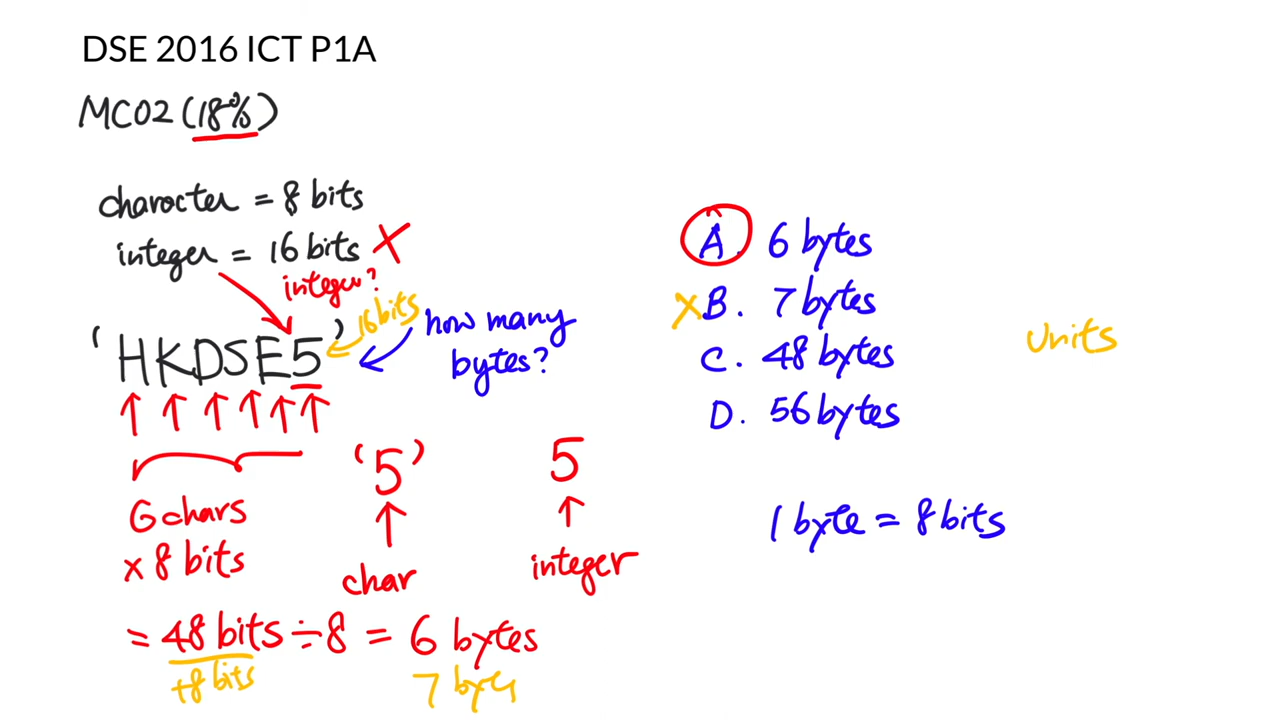 DSE 2016 ICT P1A
MC02 (18%)
character = 8 bits
integer = 16 bits X
integer?
'HKDSE5'
16 bits
how many
bytes?
6 chars
x 8 bits
'5'
char
5
integer
= 48 bits ÷ 8 = 6 bytes
+8 bits
7 bytes
A. 6 bytes
X B. 7 bytes
C. 48 bytes
D. 56 bytes
units
1 byte = 8 bits